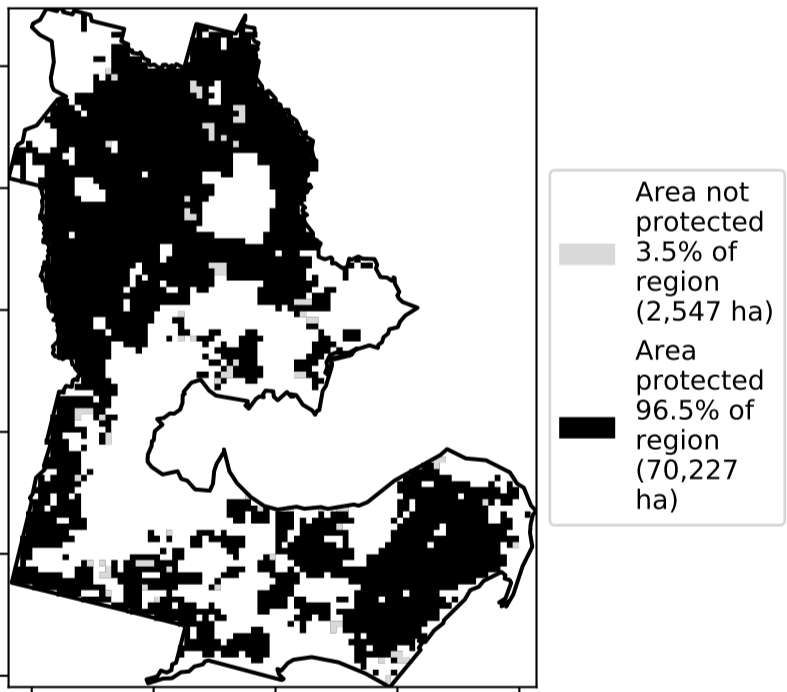 Area not
protected
3.5% of
region
(2,547 ha)
Area
protected
96.5% of
region
(70,227
ha)